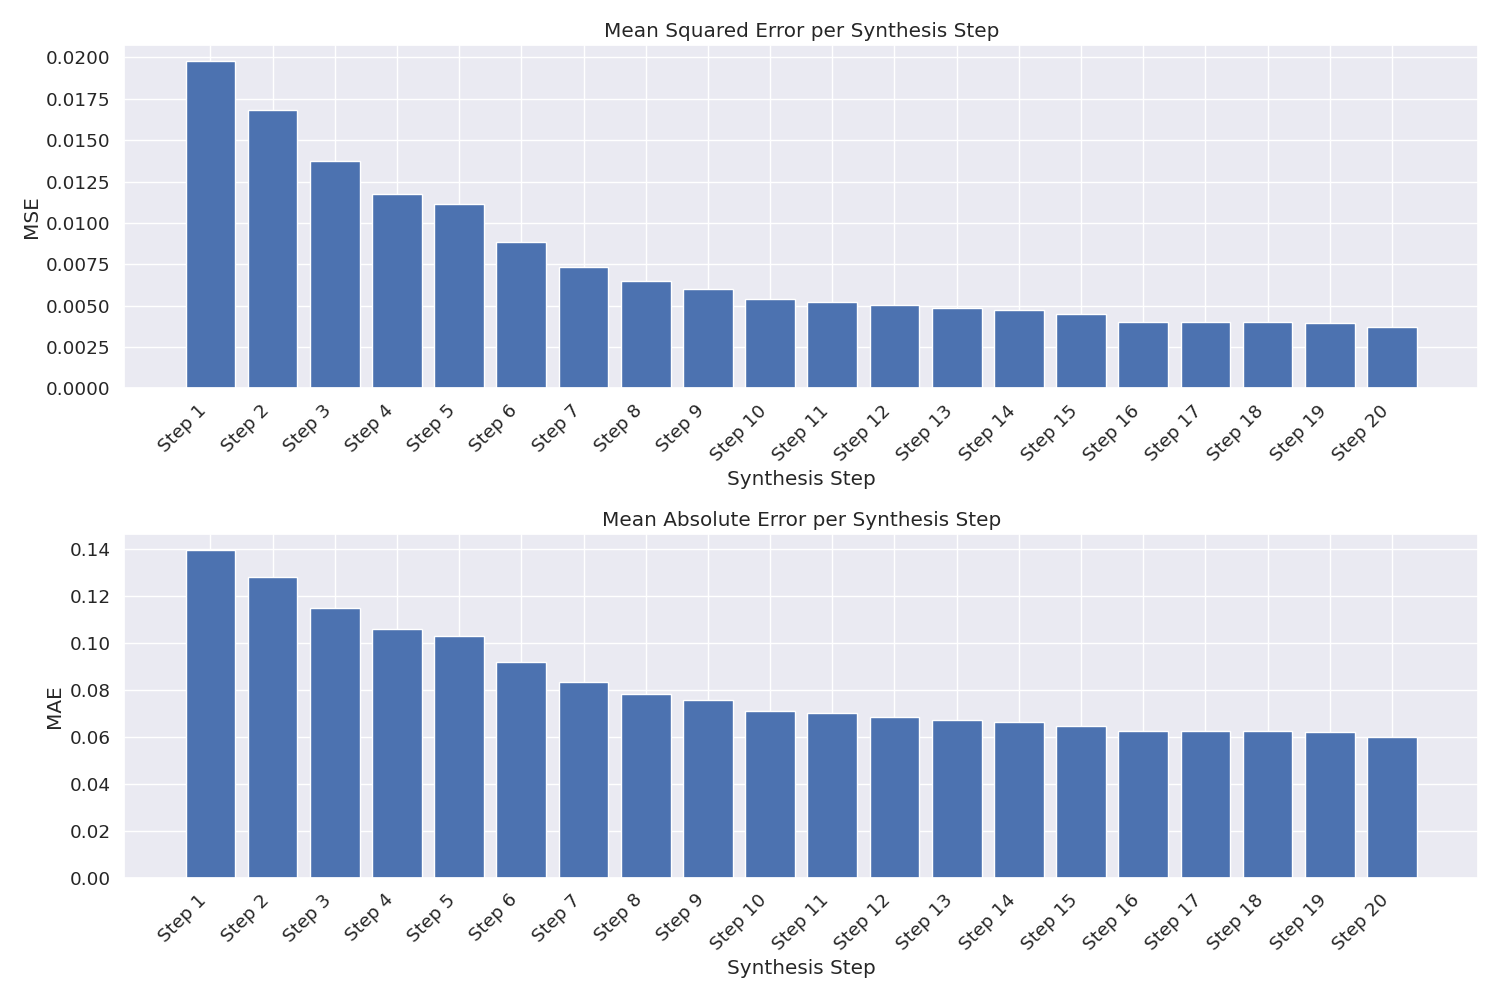 Mean Squared Error per Synthesis Step
MSE
0.0200
0.0175
0.0150
0.0125
0.0100
0.0075
0.0050
0.0025
0.0000
Step 1 Step 2 Step 3 Step 4 Step 5 Step 6 Step 7 Step 8 Step 9 Step 10 Step 11 Step 12 Step 13 Step 14 Step 15 Step 16 Step 17 Step 18 Step 19 Step 20
Synthesis Step
Mean Absolute Error per Synthesis Step
MAE
0.14
0.12
0.10
0.08
0.06
0.04
0.02
0.00
Step 1 Step 2 Step 3 Step 4 Step 5 Step 6 Step 7 Step 8 Step 9 Step 10 Step 11 Step 12 Step 13 Step 14 Step 15 Step 16 Step 17 Step 18 Step 19 Step 20
Synthesis Step